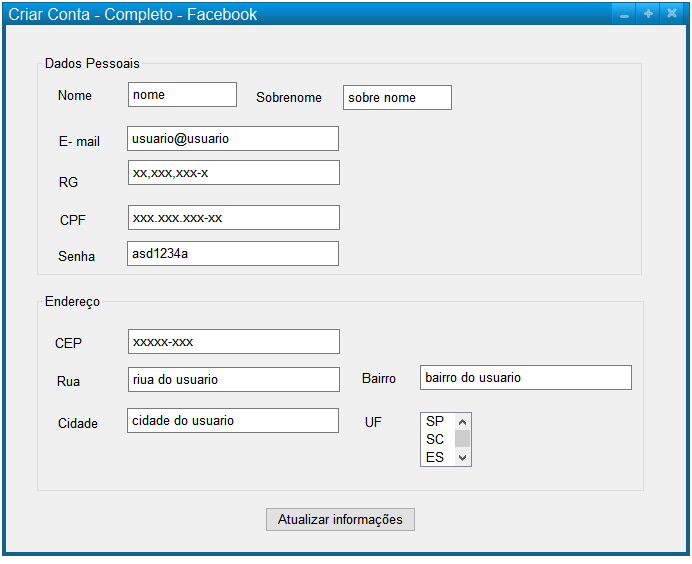 Criar Conta - Completo - Facebook
Dados Pessoais
Nome nome Sobrenome sobre nome
E- mail usuario@usuario
RG xx,xxx,xxx-x
CPF xxx.xxx.xxx-xx
Senha asd1234a
Endereço
CEP xxxxx-xxx
Rua riua do usuario Bairro bairro do usuario
Cidade cidade do usuario UF SP
SC
ES
Atualizar informações